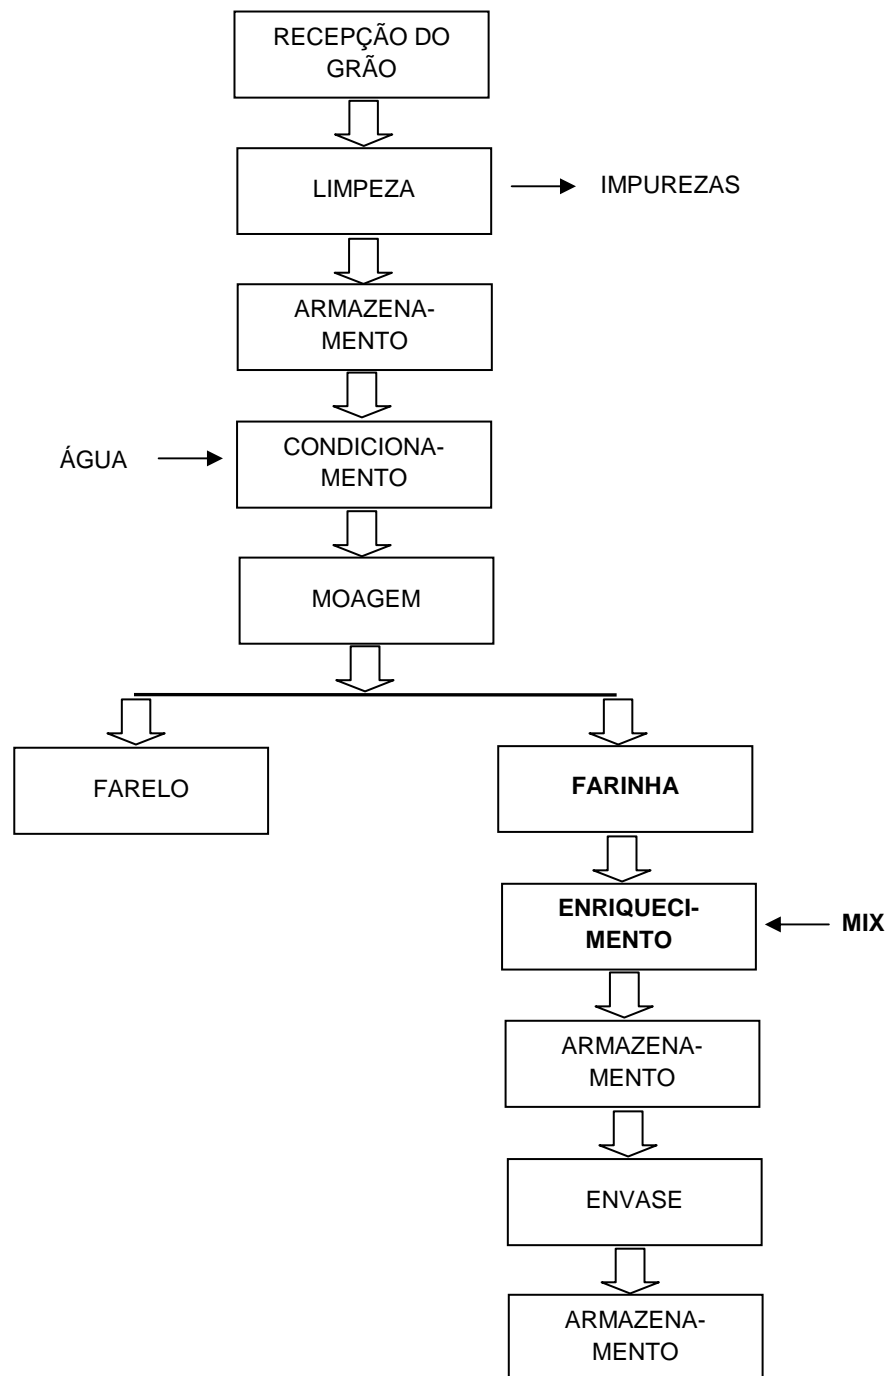 RECEPÇÃO DO
GRÃO
LIMPEZA
IMPUREZAS
ARMAZENA-
MENTO
ÁGUA
CONDICIONA-
MENTO
MOAGEM
FARELO
FARINHA
ENRIQUECI-
MENTO
MIX
ARMAZENA-
MENTO
ENVASE
ARMAZENA-
MENTO